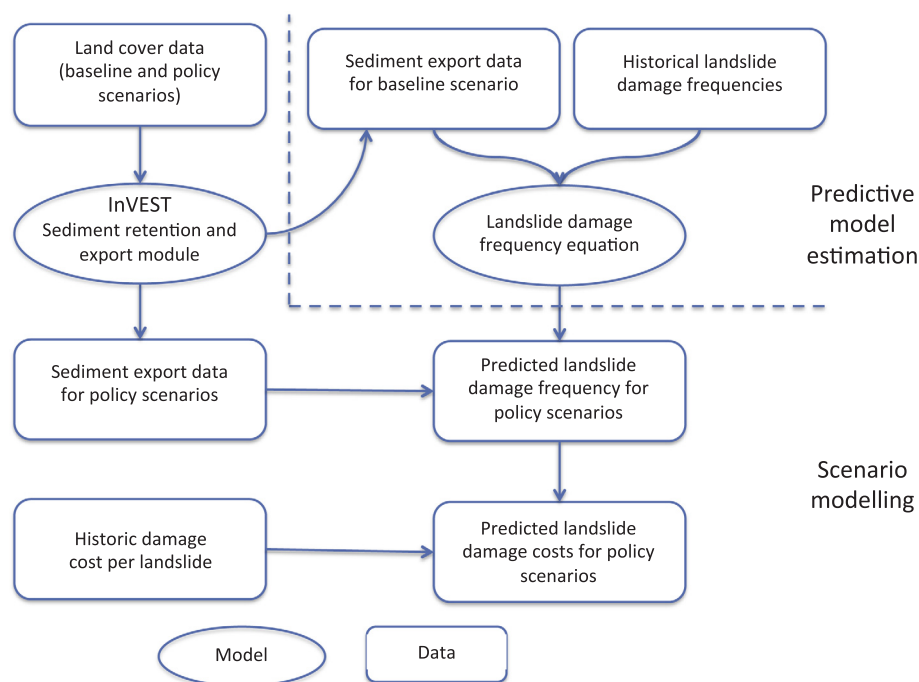 Land cover data
(baseline and policy
scenarios)
Sediment export data
for baseline scenario
Historical landslide
damage frequencies
InVEST
Sediment retention and
export module
Landslide damage
frequency equation
Predictive
model
estimation
Sediment export data
for policy scenarios
Predicted landslide
damage frequency for
policy scenarios
Scenario
modelling
Historic damage
cost per landslide
Predicted landslide
damage costs for policy
scenarios
Model
Data